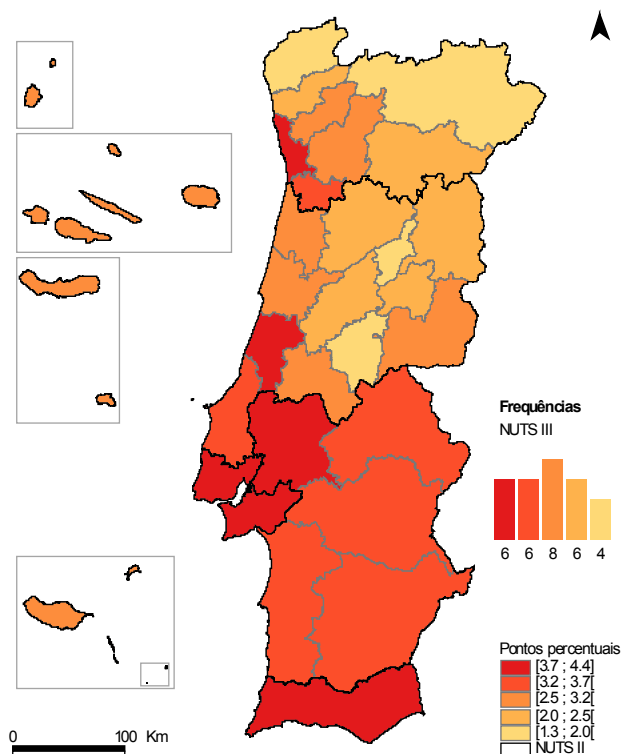 Frequências
NUTS III
6 6 8 6 4
Pontos percentuais
[3.7 ; 4.4]
[3.2 ; 3.7[
[2.5 ; 3.2[
[2.0 ; 2.5[
[1.3 ; 2.0[
NUTS II
0 100 Km